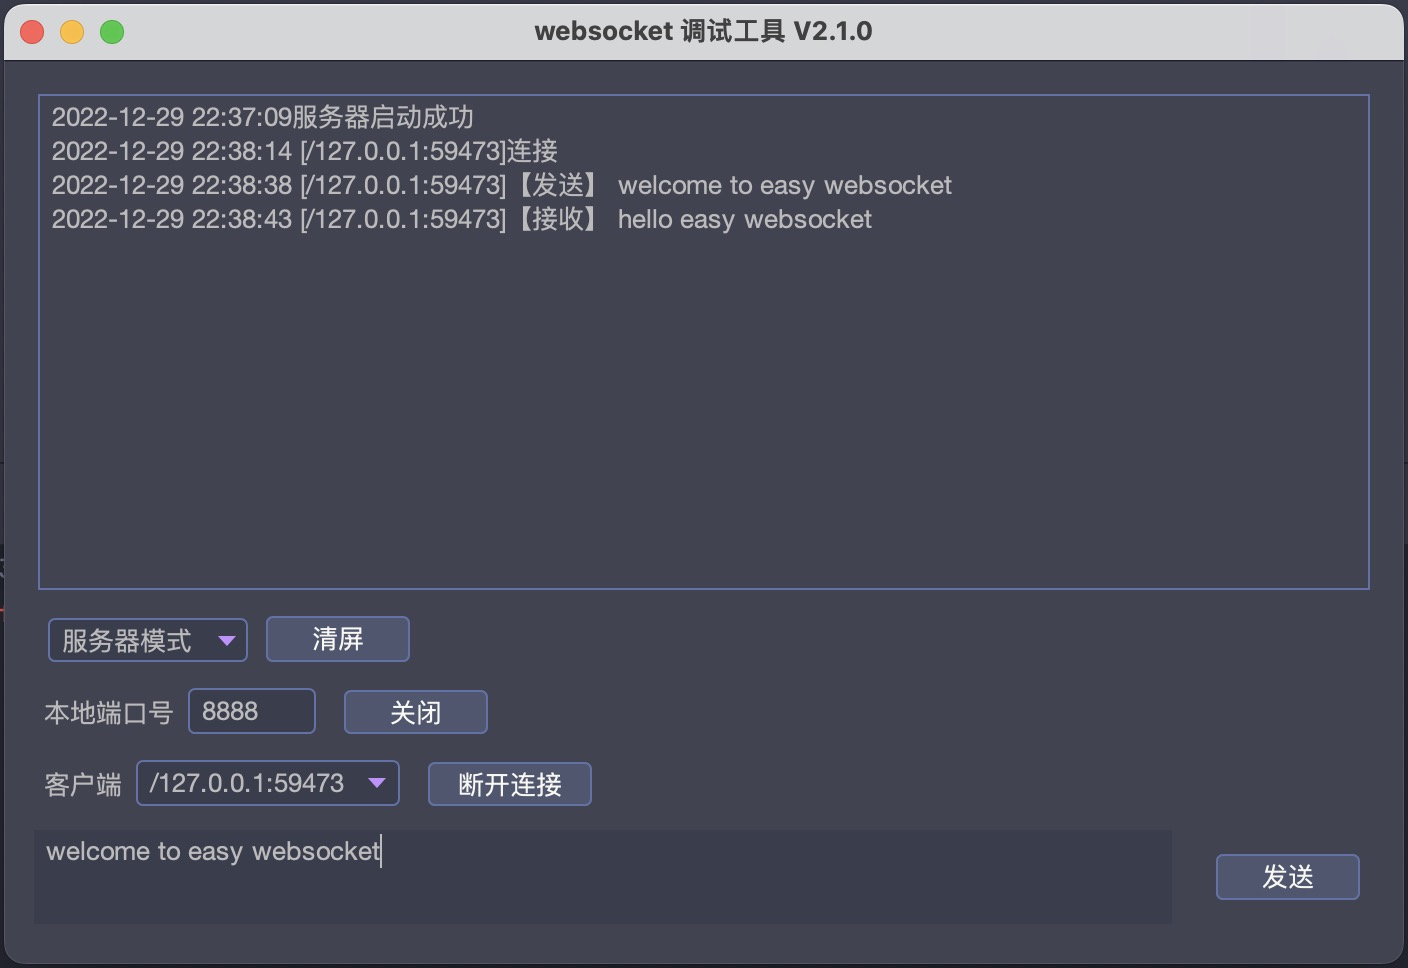 websocket 调试工具 V2.1.0
2022-12-29 22:37:09服务器启动成功
2022-12-29 22:38:14 [/127.0.0.1:59473]连接
2022-12-29 22:38:38 [/127.0.0.1:59473]【发送】 welcome to easy websocket
2022-12-29 22:38:43 [/127.0.0.1:59473]【接收】 hello easy websocket
服务器模式 清屏
本地端口号 8888 关闭
客户端 /127.0.0.1:59473 断开连接
welcome to easy websocket
发送